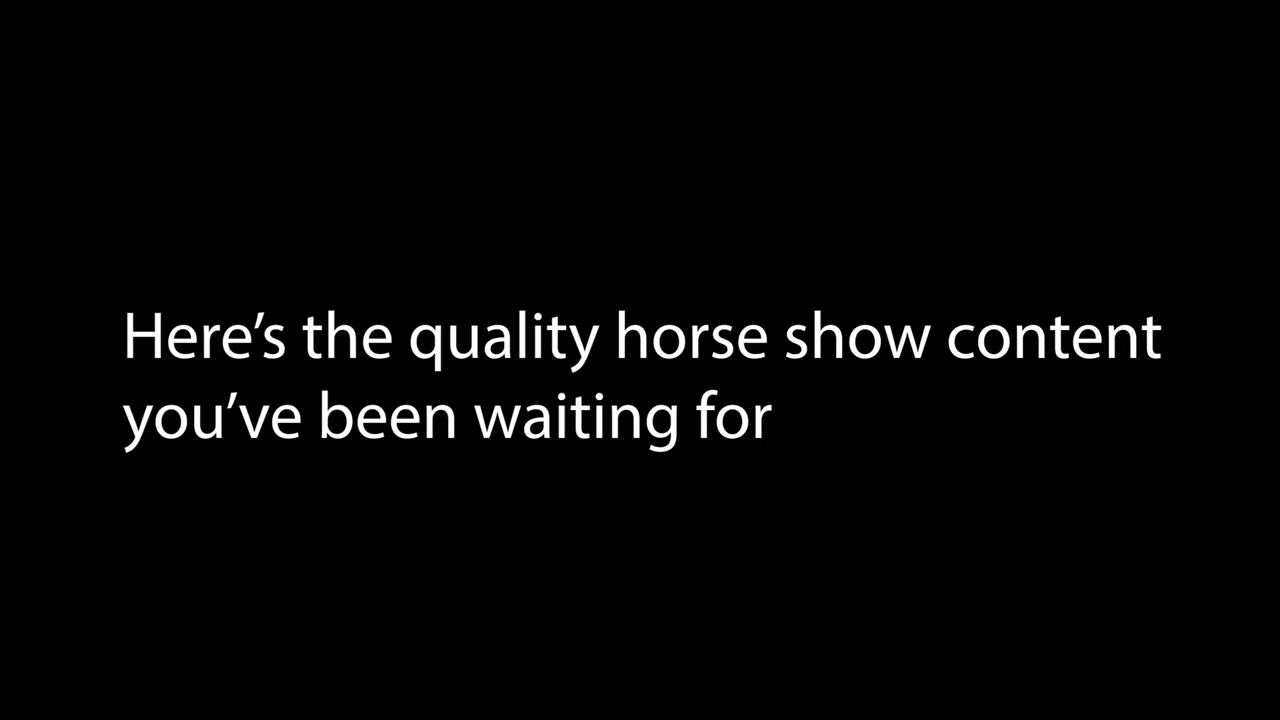 Here’s the quality horse show content
you’ve been waiting for